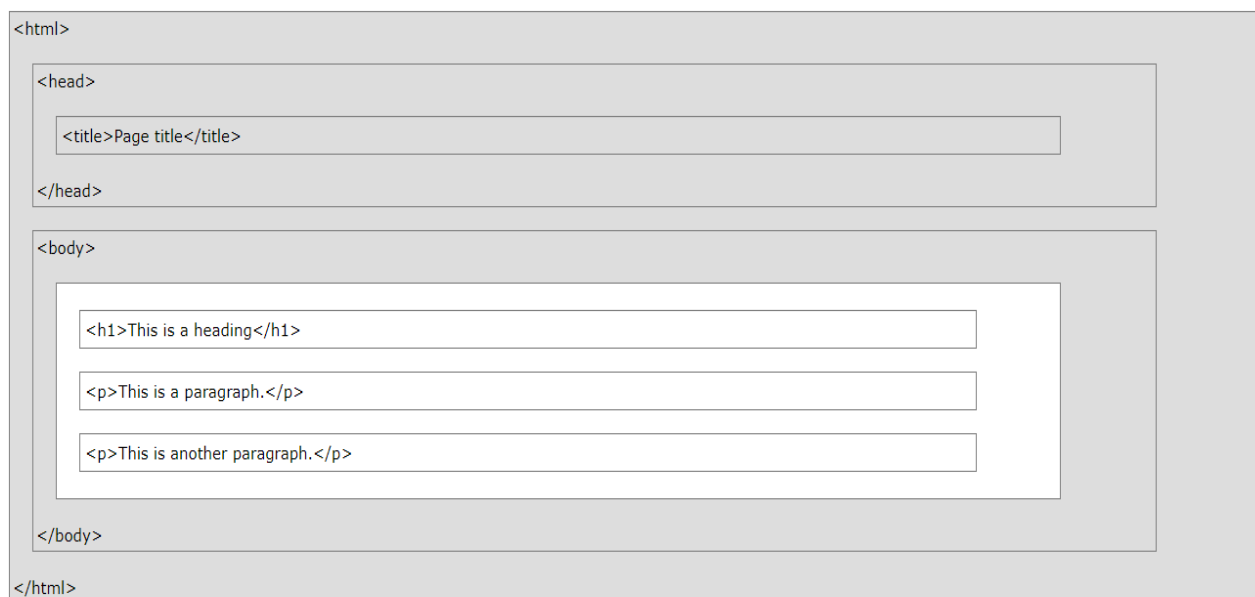 <html>
<head>
<title>Page title</title>
</head>
<body>
<h1>This is a heading</h1>
<p>This is a paragraph.</p>
<p>This is another paragraph.</p>
</body>
</html>